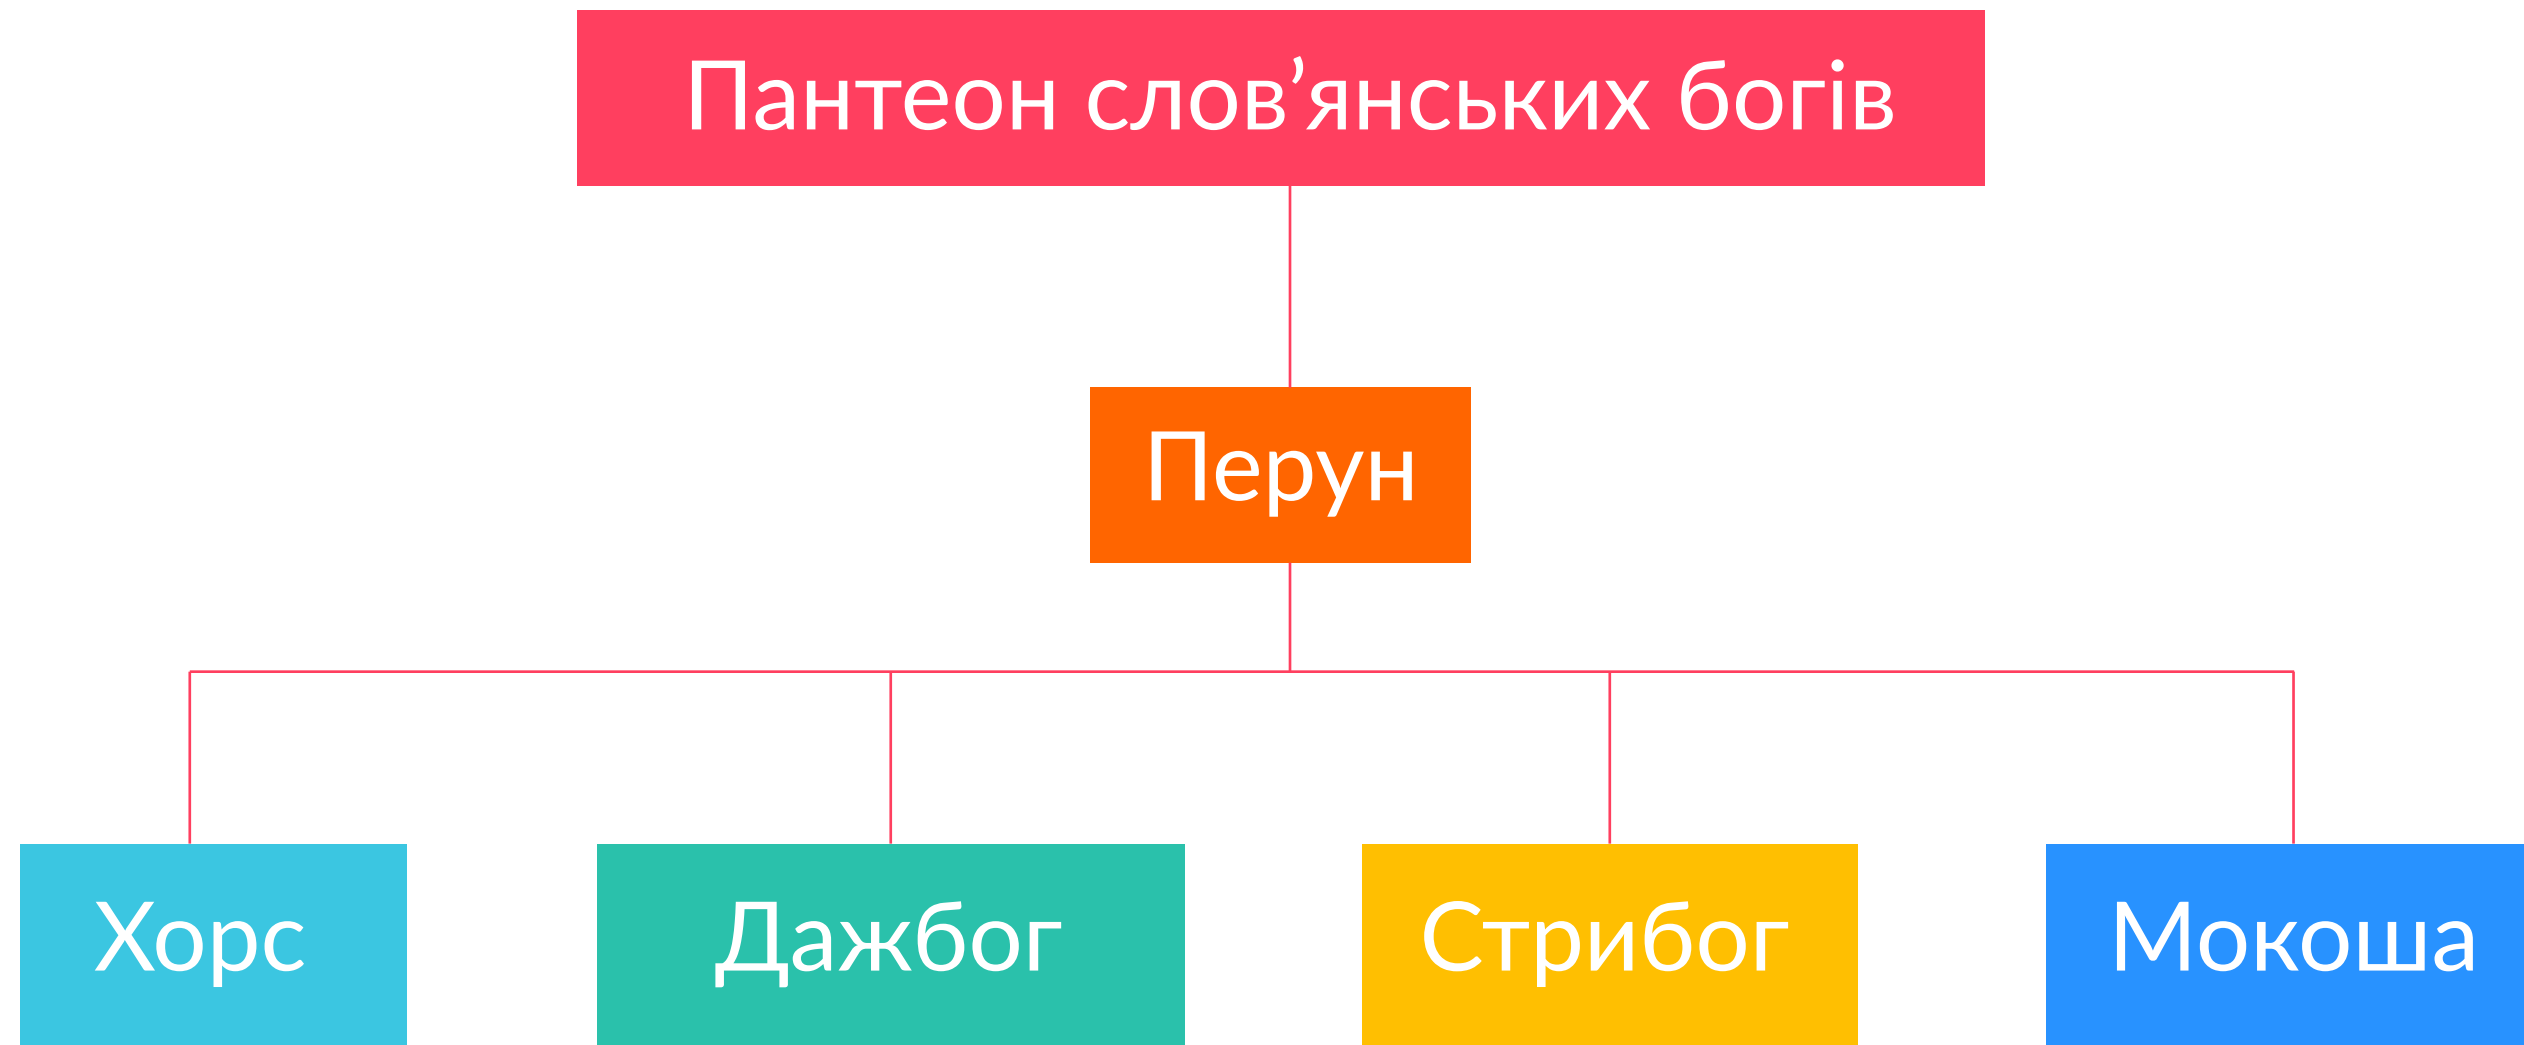 Пантеон слов’янських богів
Перун
Хорс
Дажбог
Стрибог
Мокоша